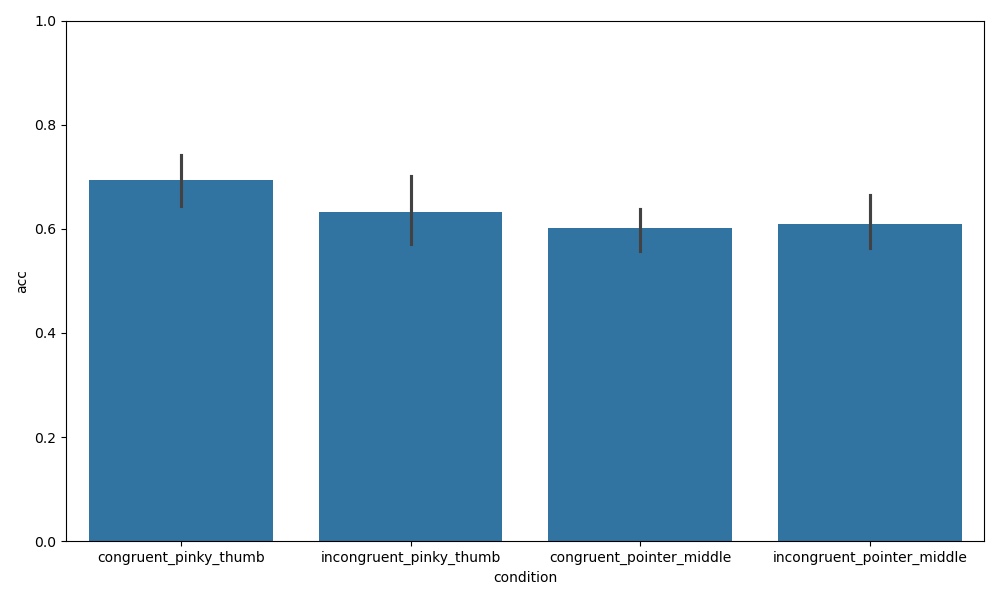 1.0
0.8
0.6
0.4
0.2
0.0
acc
congruent_pinky_thumb incongruent_pinky_thumb congruent_pointer_middle incongruent_pointer_middle
condition